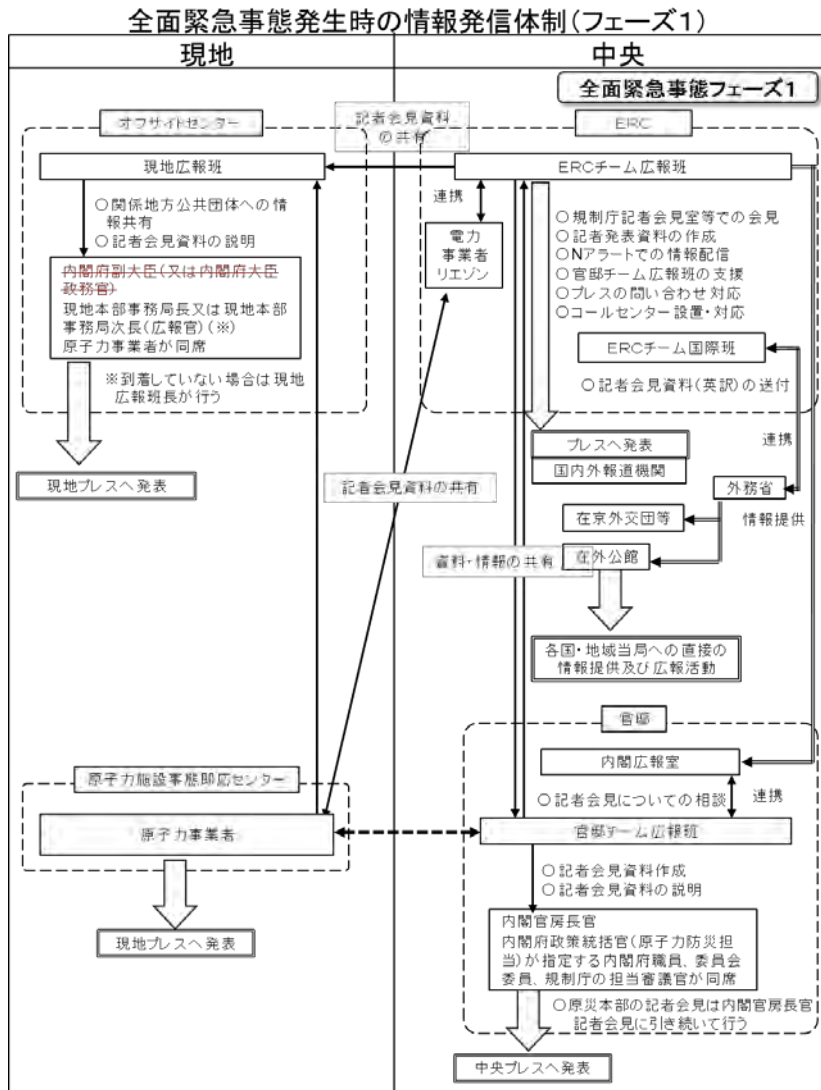 全面緊急事態発生時の情報発信体制(フェーズ1)
現地
中央
全面緊急事態フェーズ1
オフサイトセンター
記者会見資料
の共有
ERC
現地広報班
ERCチーム広報班
○関係地方公共団体への情
報共有
○記者会見資料の説明
連携
電力
事業者
リエゾン
○規制庁記者会見室等での会見
○記者発表資料の作成
○Nアラートでの情報配信
○官邸チーム広報班の支援
○プレスの問い合わせ対応
○コールセンター設置・対応
内閣府副大臣(又は内閣府大臣
政務官)
現地本部事務局長又は現地本部
事務局次長(広報官)(※)
原子力事業者が同席
ERCチーム国際班
※到着していない場合は現地
広報班長が行う
○記者会見資料(英訳)の送付
プレスへ発表
国内外報道機関
連携
現地プレスへ発表
記者会見資料の共有
外務省
在京外交団等
情報提供
資料・情報の共有
在外公館
各国・地域当局への直接の
情報提供及び広報活動
官邸
内閣広報室
原子力施設事態即応センター
○記者会見についての相談
連携
原子力事業者
官邸チーム広報班
○記者会見資料作成
○記者会見資料の説明
現地プレスへ発表
内閣官房長官
内閣府政策統括官(原子力防災担
当)が指定する内閣府職員、委員会
委員、規制庁の担当審議官が同席
○原災本部の記者会見は内閣官房長官
記者会見に引き続いて行う
中央プレスへ発表